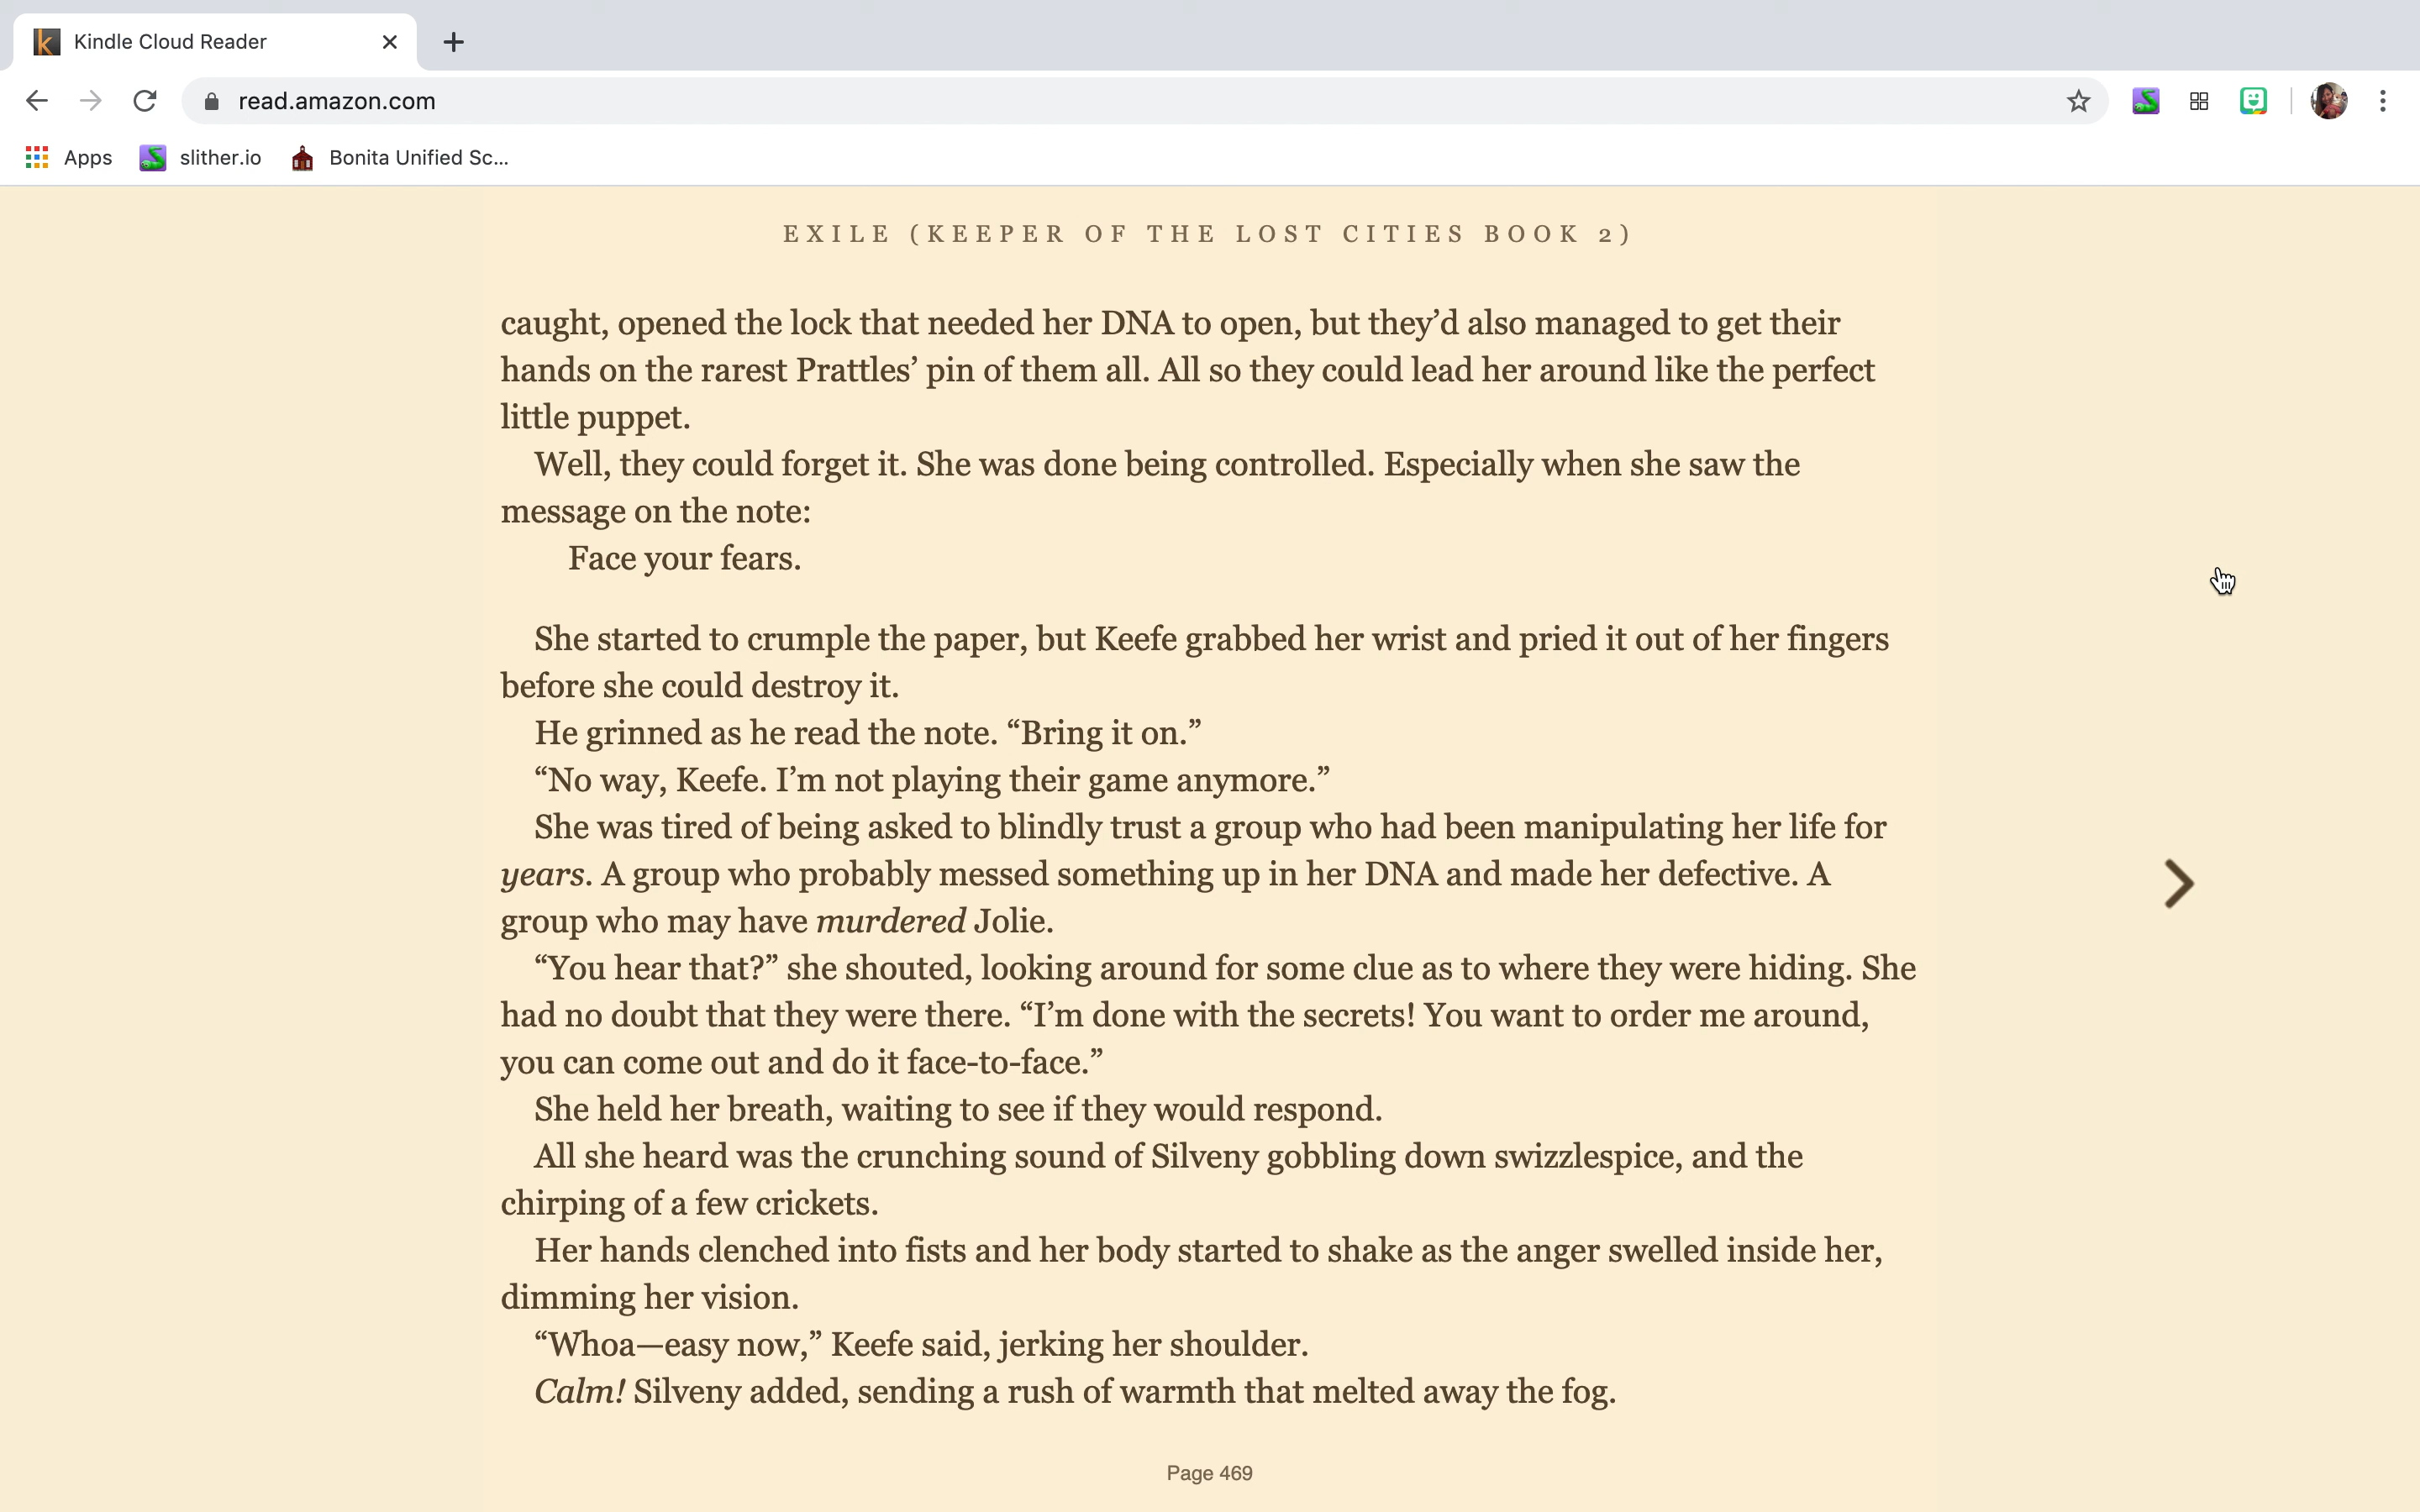 Kindle Cloud Reader
read.amazon.com
Apps slither.io Bonita Unified Sc...
EXILE (KEEPER OF THE LOST CITIES BOOK 2)
caught, opened the lock that needed her DNA to open, but they’d also managed to get their
hands on the rarest Prattles’ pin of them all. All so they could lead her around like the perfect
little puppet.
Well, they could forget it. She was done being controlled. Especially when she saw the
message on the note:
Face your fears.
She started to crumple the paper, but Keefe grabbed her wrist and pried it out of her fingers
before she could destroy it.
He grinned as he read the note. “Bring it on.”
“No way, Keefe. I’m not playing their game anymore.”
She was tired of being asked to blindly trust a group who had been manipulating her life for
years. A group who probably messed something up in her DNA and made her defective. A
group who may have murdered Jolie.
“You hear that?” she shouted, looking around for some clue as to where they were hiding. She
had no doubt that they were there. “I’m done with the secrets! You want to order me around,
you can come out and do it face-to-face.”
She held her breath, waiting to see if they would respond.
All she heard was the crunching sound of Silveny gobbling down swizzlespice, and the
chirping of a few crickets.
Her hands clenched into fists and her body started to shake as the anger swelled inside her,
dimming her vision.
“Whoa—easy now,” Keefe said, jerking her shoulder.
Calm! Silveny added, sending a rush of warmth that melted away the fog.
Page 469